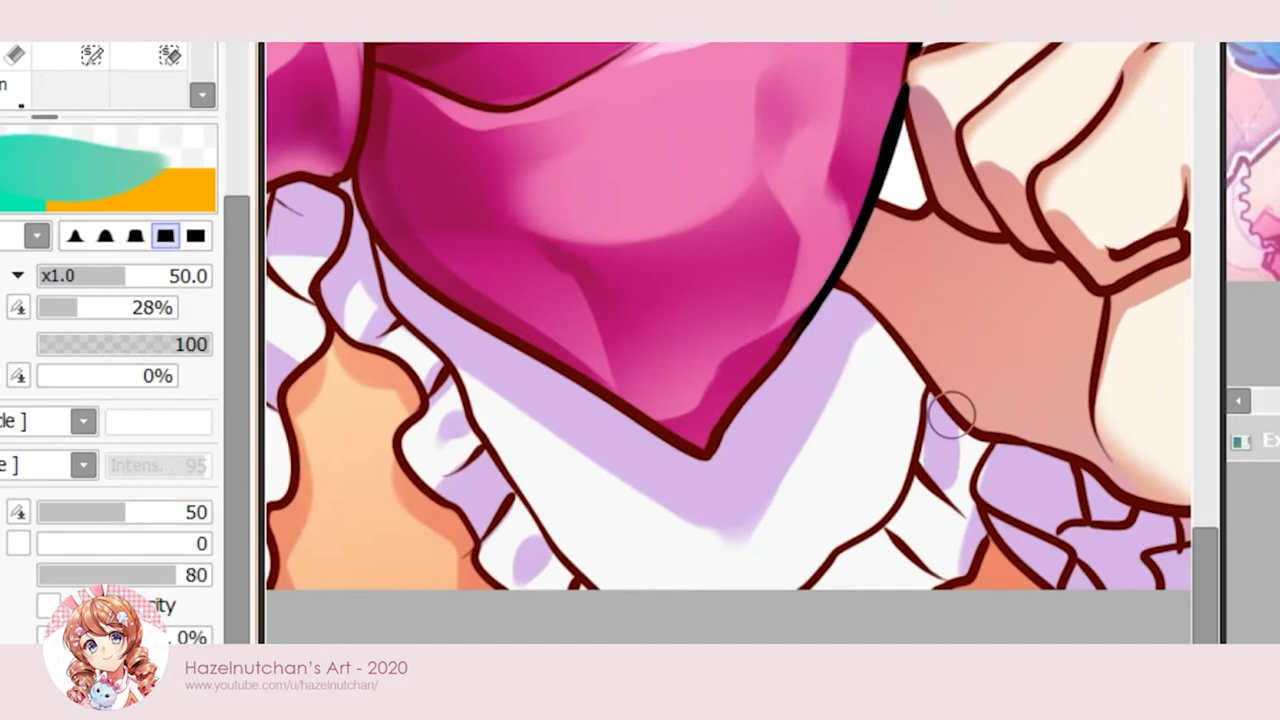 n
x1.0 50.0
28%
100
0%
de ]
e ] Intens. 95
50
0
80
ity
0%
Ex
Hazelnutchan's Art - 2020
www.youtube.com/u/hazelnutchan/